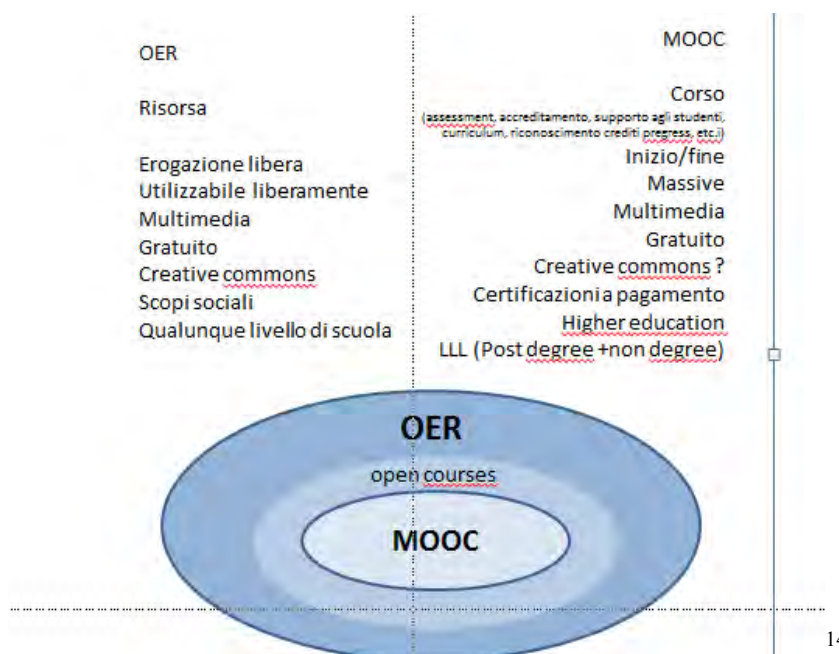 OER
Risorsa
Erogazione libera
Utilizzabile liberamente
Multimedia
Gratuito
Creative commons
Scopi sociali
Qualunque livello di scuola
MOOC
Corso
(assessment, accreditamento, supporto agli studenti,
curriculum, riconoscimento crediti pregress, etc.i)
Inizio/fine
Massive
Multimedia
Gratuito
Creative commons ?
Certificazioni a pagamento
Higher education
LLL (Post degree +non degree)
OER
open courses
MOOC
14